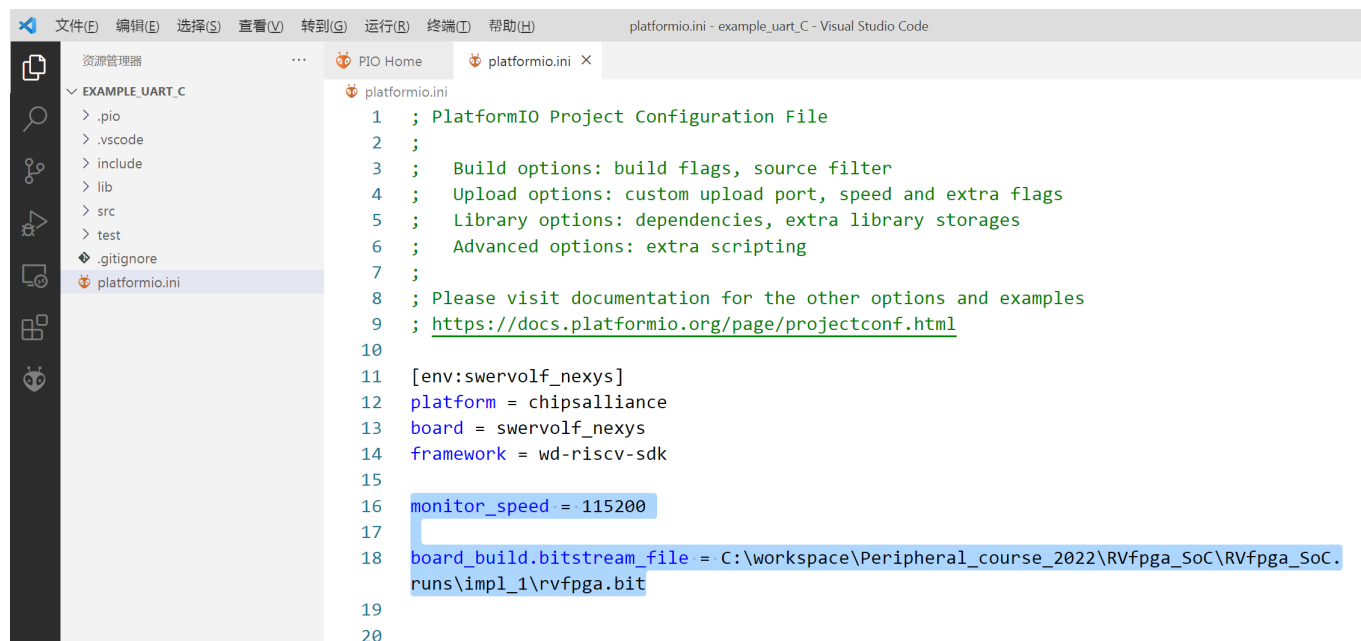 文件(F) 编辑(E) 选择(S) 查看(V) 转到(G) 运行(R) 终端(T) 帮助(H) platformio.ini - example_uart_C - Visual Studio Code
资源管理器 ···
EXAMPLE_UART_C
.pio
.vscode
include
lib
src
test
.gitignore
platformio.ini
PIO Home platformio.ini
platformio.ini
1 ; PlatformIO Project Configuration File
2 ;
3 ;   Build options: build flags, source filter
4 ;   Upload options: custom upload port, speed and extra flags
5 ;   Library options: dependencies, extra library storages
6 ;   Advanced options: extra scripting
7 ;
8 ; Please visit documentation for the other options and examples
9 ; https://docs.platformio.org/page/projectconf.html
10
11 [env:swervolf_nexys]
12 platform = chipsalliance
13 board = swervolf_nexys
14 framework = wd-riscv-sdk
15
16 monitor_speed = 115200
17
18 board_build.bitstream_file = C:\workspace\Peripheral_course_2022\RVfpga_SoC\RVfpga_SoC.
runs\impl_1\rvfpga.bit
19
20